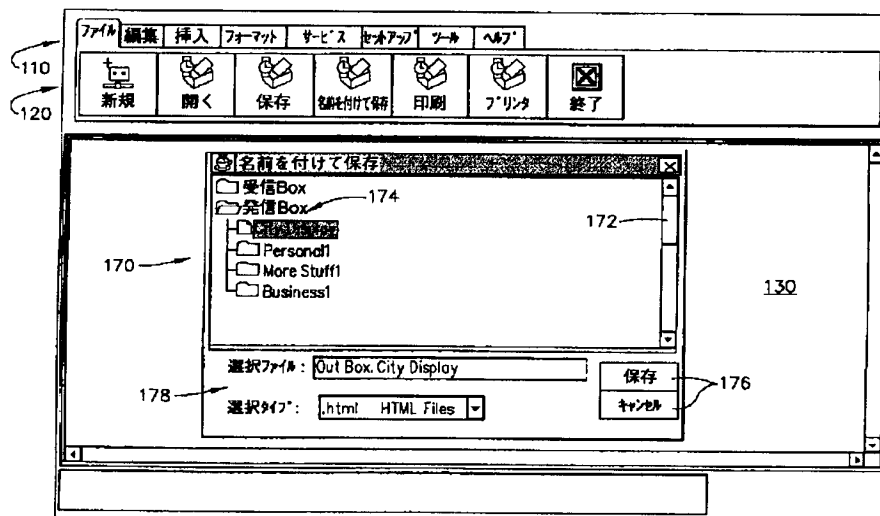 ファイル 編集 挿入 フォーマット サービス セットアップ ツール ヘルプ
110
新規 開く 保存 名前を付けて保存 印刷 プリンタ 終了
120
名前を付けて保存
受信Box
発信Box
174
172
Personal1
170
More Stuff1
130
Business1
選択ファイル: Out Box.City Display
保存
178
176
選択タイプ: .html HTML Files
キャンセル